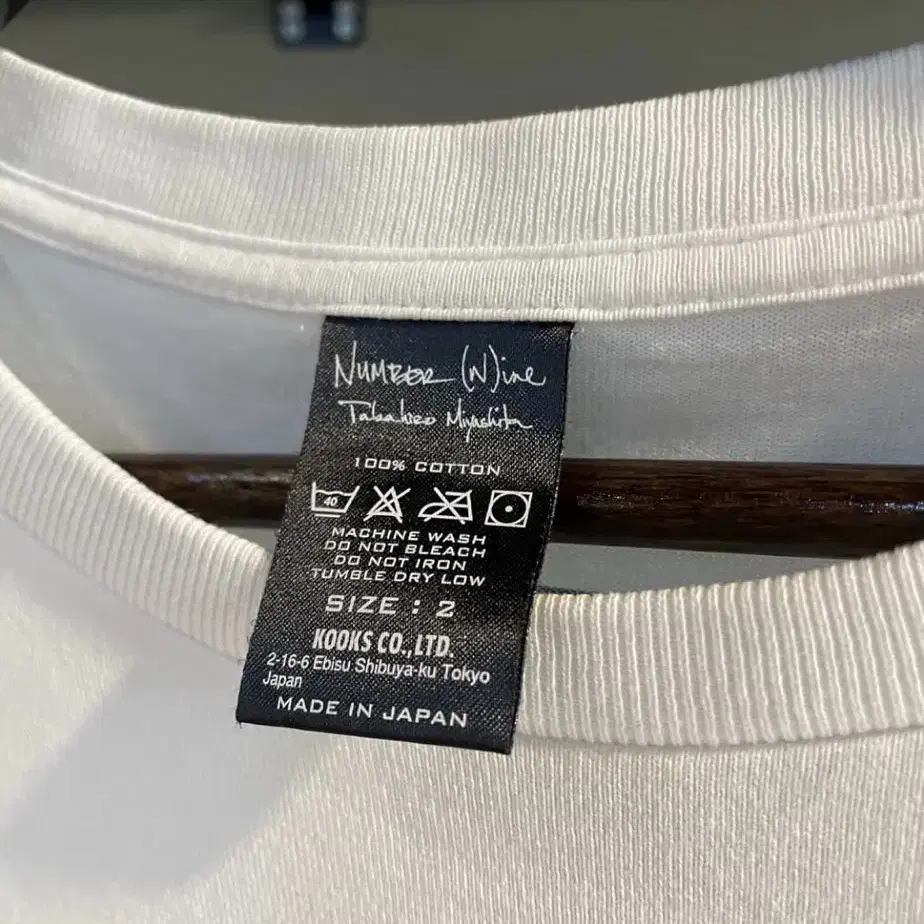 NUMBER (N)ine
Takahiro Miyashita
100% COTTON
40
MACHINE WASH
DO NOT BLEACH
DO NOT IRON
TUMBLE DRY LOW
SIZE : 2
KOOKS CO.,LTD.
2-16-6 Ebisu Shibuya-ku Tokyo
Japan
MADE IN JAPAN